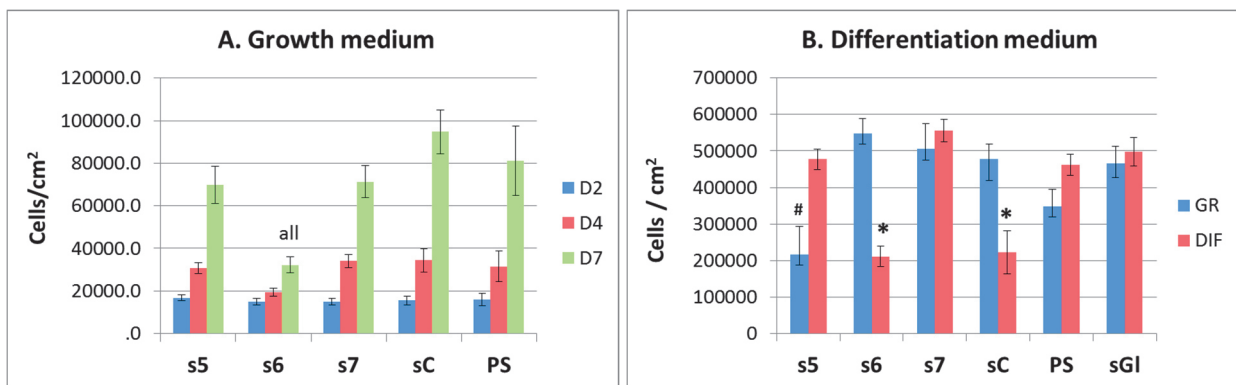 A. Growth medium
120000.0
100000.0
80000.0
60000.0
40000.0
20000.0
.0
Cells/cm²
all
s5 s6 s7 sC PS
D2
D4
D7
B. Differentiation medium
700000
600000
500000
400000
300000
200000
100000
0
Cells / cm²
# * *
s5 s6 s7 sC PS sGl
GR
DIF